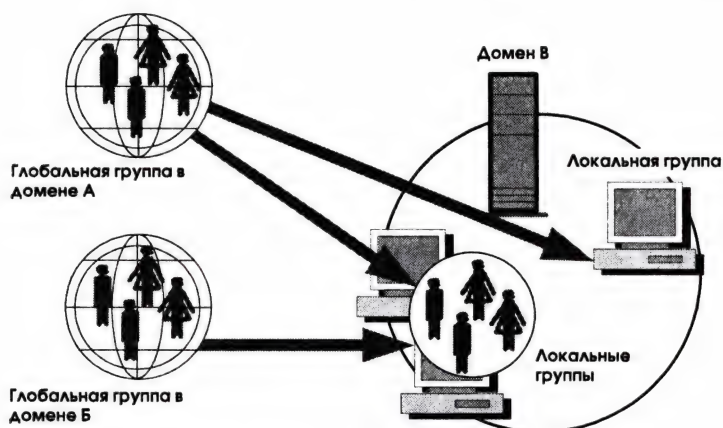 Домен В
Локальная группа
Глобальная группа в
домене А
Локальные
группы
Глобальная группа в
домене Б